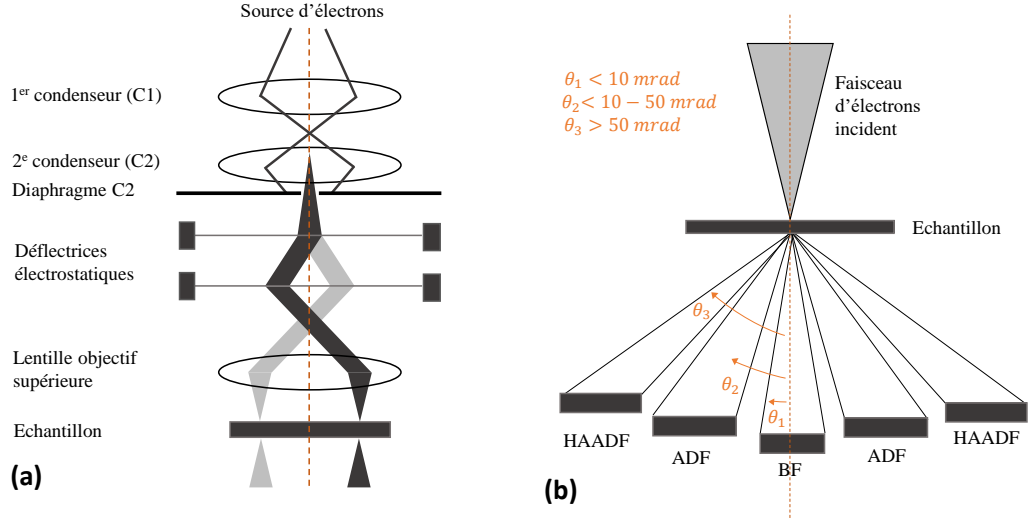 Source d'électrons
1er condenseur (C1)
2e condenseur (C2)
Diaphragme C2
Déflectrices
électrostatiques
Lentille objectif
supérieure
Echantillon
(a)
θ1 < 10 mrad
θ2< 10 − 50 mrad
θ3 > 50 mrad
Faisceau
d'électrons
incident
Echantillon
θ3
θ2
θ1
HAADF
ADF
BF
ADF
HAADF
(b)